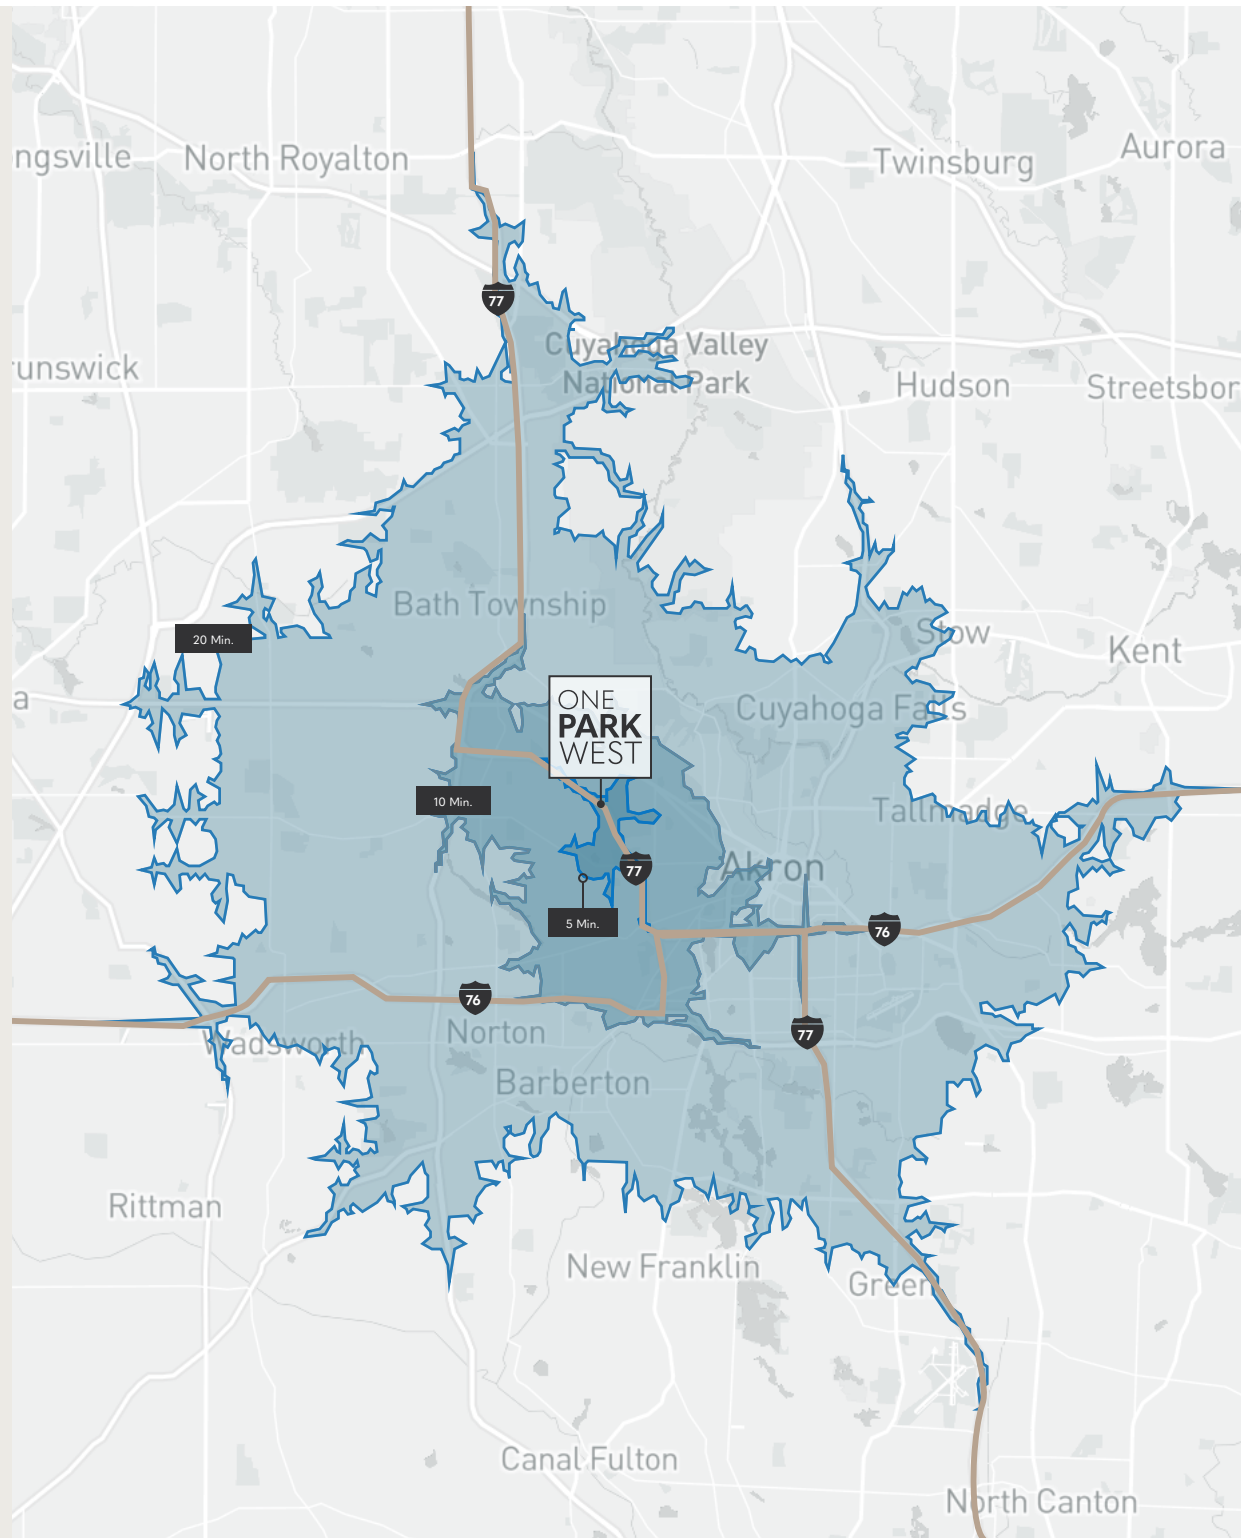 ongsville
North Royalton
Twinsburg
Aurora
77
Cuyahoga Valley
National Park
runswick
Hudson
Streetsbor
Bath Township
20 Min.
Stow
Kent
a
ONE
PARK
WEST
Cuyahoga Falls
10 Min.
Tallmadge
77
Akron
5 Min.
76
76
Norton
77
Wadsworth
Barberton
Rittman
New Franklin
Green
Canal Fulton
North Canton